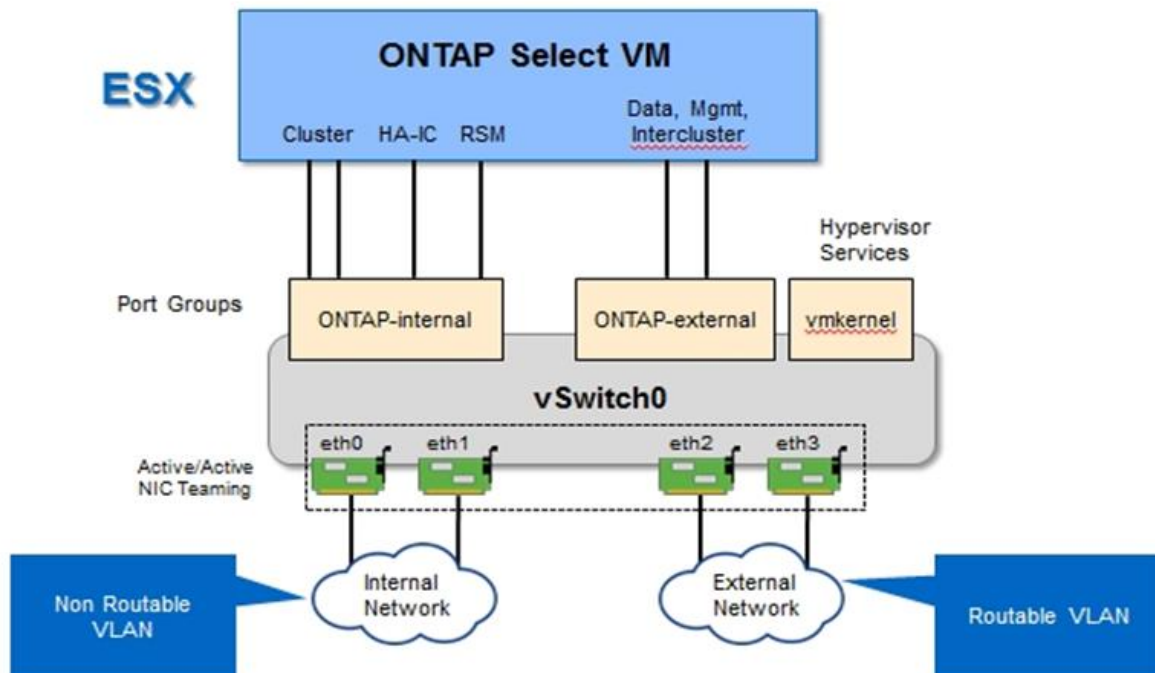 ONTAP Select VM
ESX
Data, Mgmt,
Intercluster
Cluster
HA-IC
RSM
Hypervisor
Services
Port Groups
ONTAP-internal
ONTAP-external
vmkernel
vSwitch0
eth0
eth1
eth2
eth3
Active/Active
NIC Teaming
Internal
Network
External
Network
Non Routable
VLAN
Routable VLAN